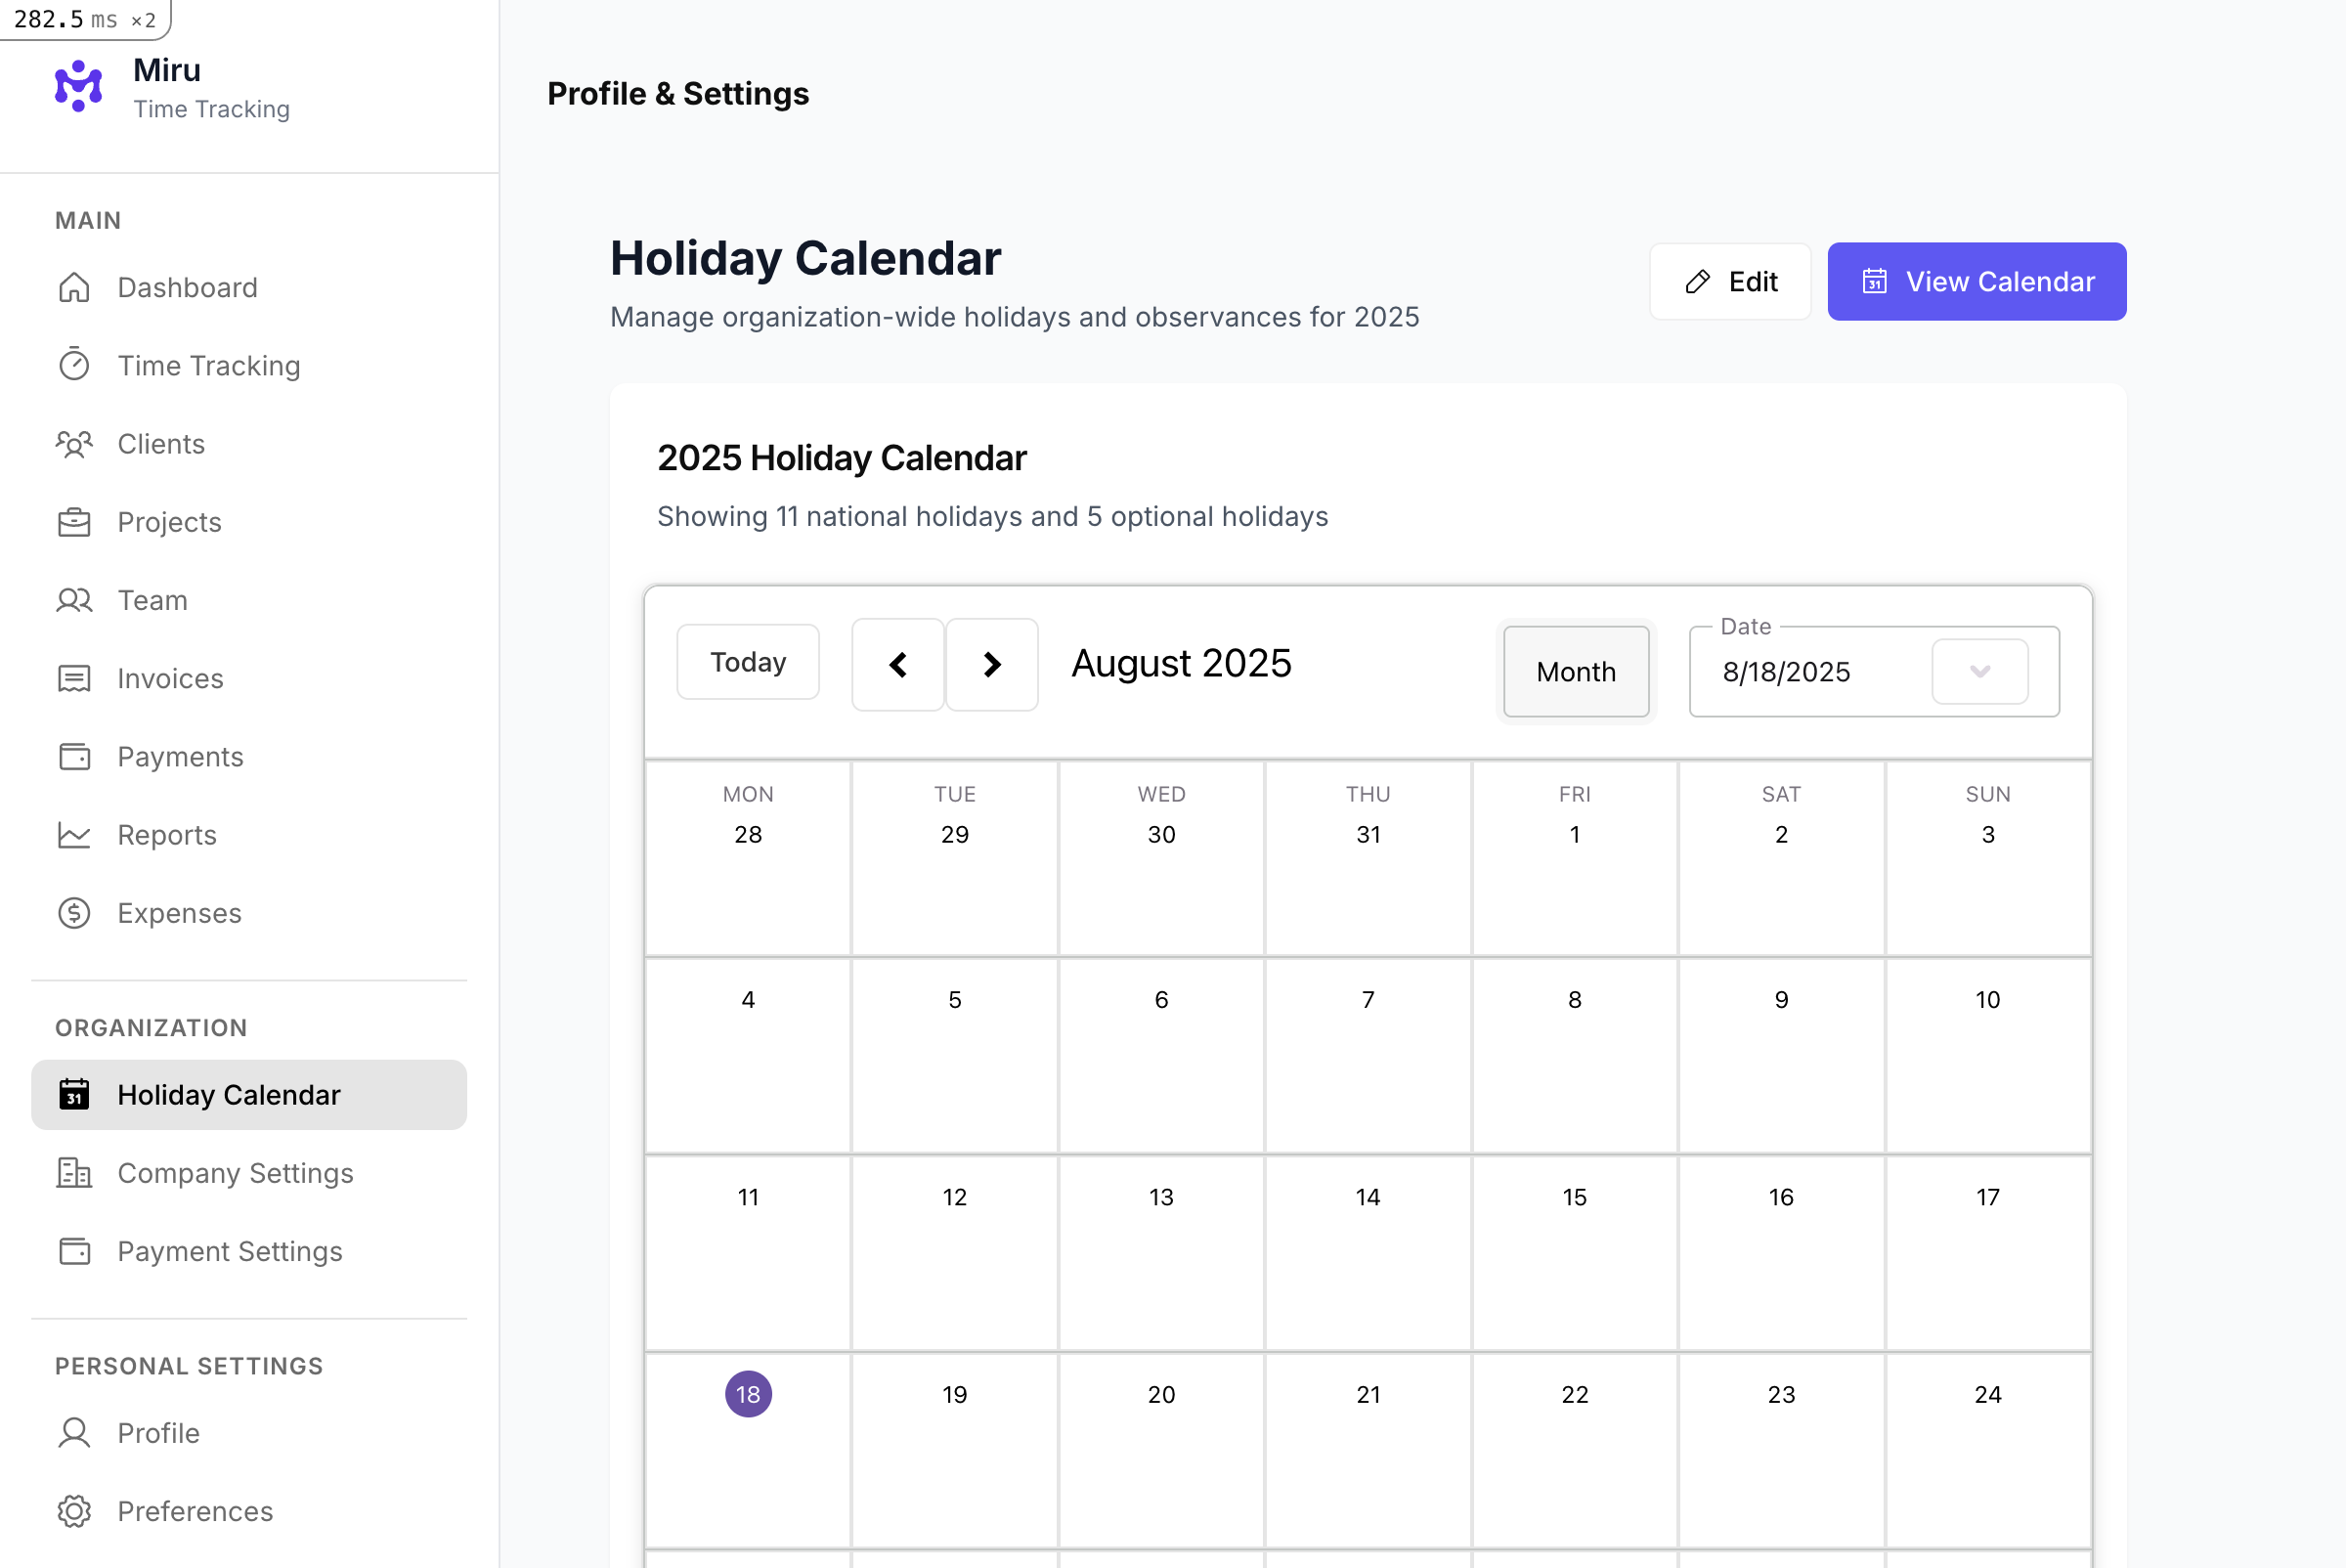 282.5 ms ×2
Miru
Time Tracking
MAIN
Dashboard
Time Tracking
Clients
Projects
Team
Invoices
Payments
Reports
Expenses
ORGANIZATION
31 Holiday Calendar
Company Settings
Payment Settings
PERSONAL SETTINGS
Profile
Preferences
Profile & Settings
Holiday Calendar
Manage organization-wide holidays and observances for 2025
Edit
31 View Calendar
2025 Holiday Calendar
Showing 11 national holidays and 5 optional holidays
Today
August 2025
Month
Date
8/18/2025
MON TUE WED THU FRI SAT SUN
28 29 30 31 1 2 3
4 5 6 7 8 9 10
11 12 13 14 15 16 17
18 19 20 21 22 23 24